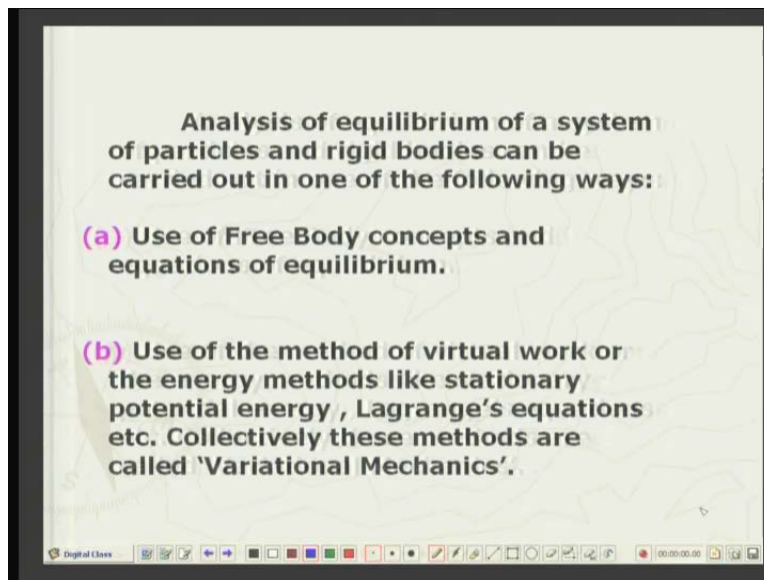 Analysis of equilibrium of a system
of particles and rigid bodies can be
carried out in one of the following ways:
(a) Use of Free Body concepts and
equations of equilibrium.
(b) Use of the method of virtual work or
the energy methods like stationary
potential energy , Lagrange's equations
etc. Collectively these methods are
called 'Variational Mechanics'.
Digital Class
00:00:00.00